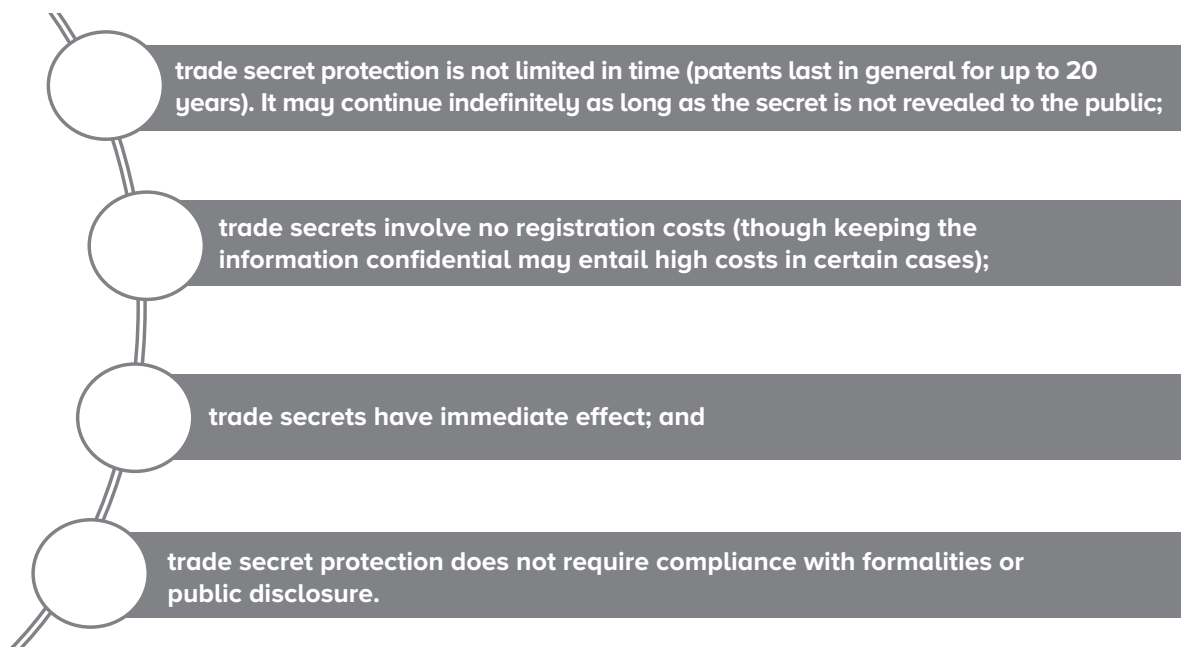 trade secret protection is not limited in time (patents last in general for up to 20
years). It may continue indefinitely as long as the secret is not revealed to the public;
trade secrets involve no registration costs (though keeping the
information confidential may entail high costs in certain cases);
trade secrets have immediate effect; and
trade secret protection does not require compliance with formalities or
public disclosure.